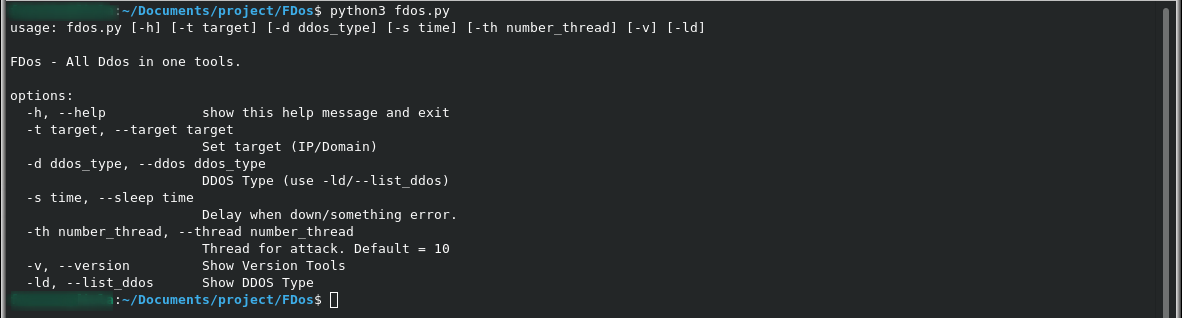 :~/Documents/project/FDos$ python3 fdos.py
usage: fdos.py [-h] [-t target] [-d ddos_type] [-s time] [-th number_thread] [-v] [-ld]
FDos - All Ddos in one tools.
options:
-h, --help show this help message and exit
-t target, --target target
Set target (IP/Domain)
-d ddos_type, --ddos ddos_type
DDOS Type (use -ld/--list_ddos)
-s time, --sleep time
Delay when down/something error.
-th number_thread, --thread number_thread
Thread for attack. Default = 10
-v, --version Show Version Tools
-ld, --list_ddos Show DDOS Type
:~/Documents/project/FDos$